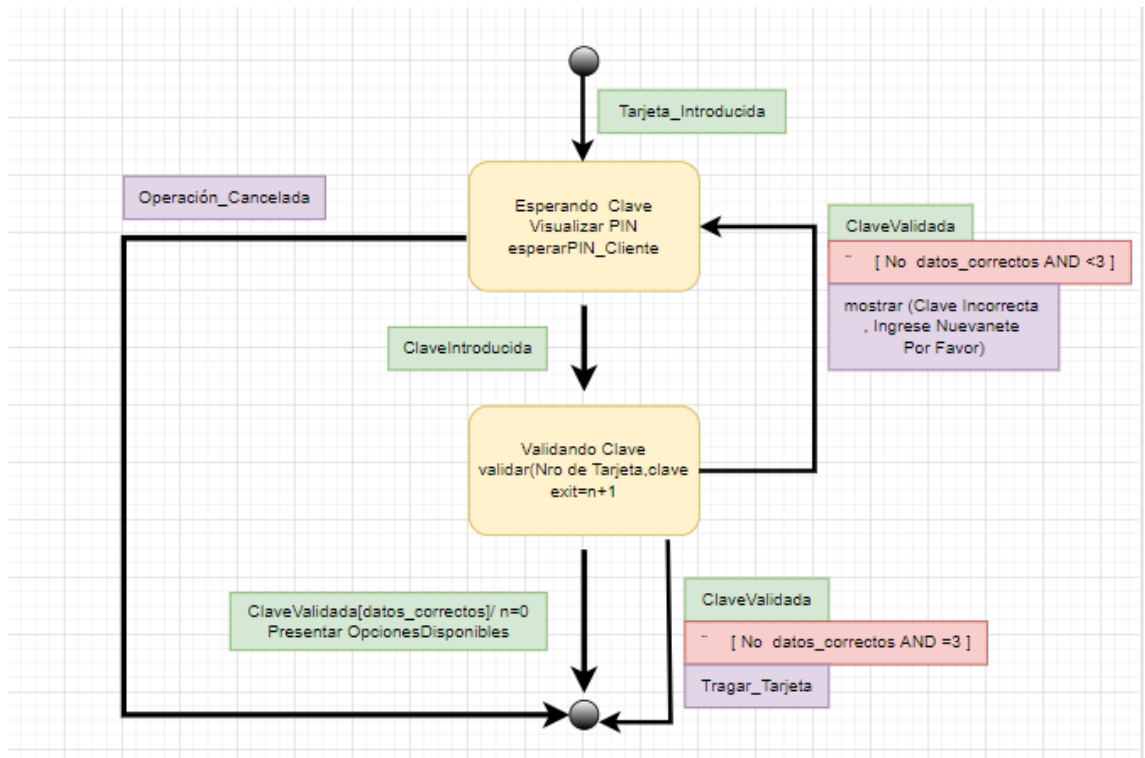 Tarjeta_Introducida
Operación_Cancelada
Esperando Clave
Visualizar PIN
esperarPIN_Cliente
ClaveValidada
¨ [ No datos_correctos AND <3 ]
mostrar (Clave Incorrecta
, Ingrese Nuevanete
Por Favor)
ClaveIntroducida
Validando Clave
validar(Nro de Tarjeta,clave
exit=n+1
ClaveValidada[datos_correctos]/ n=0
Presentar OpcionesDisponibles
ClaveValidada
¨ [ No datos_correctos AND =3 ]
Tragar_Tarjeta